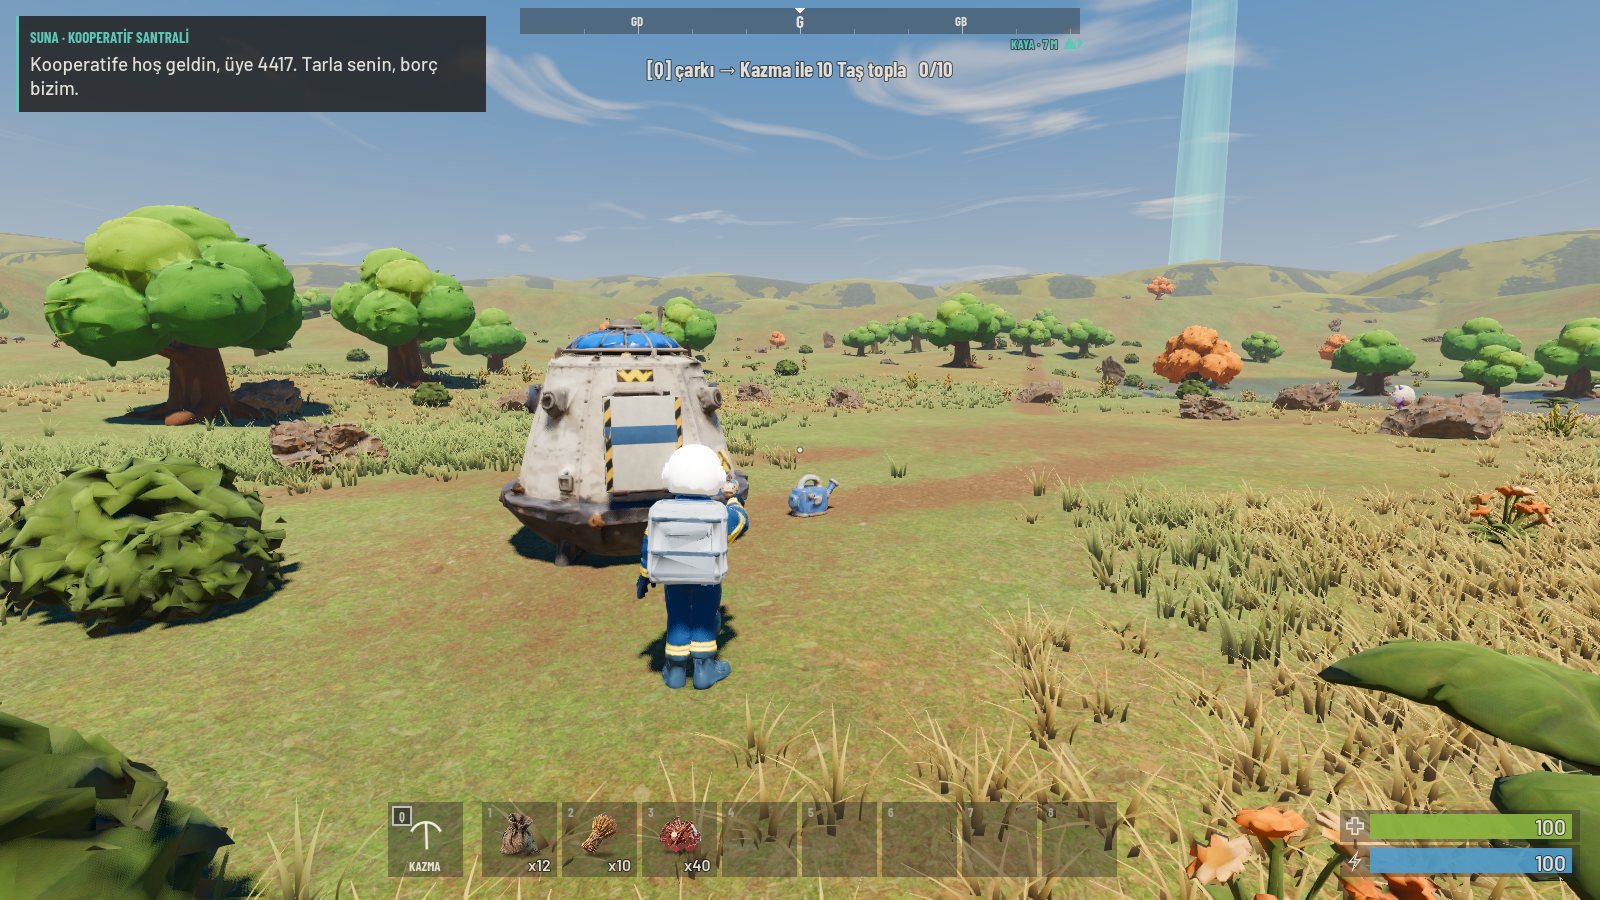 SUNA · KOOPERATİF SANTRALİ
Kooperatife hoş geldin, üye 4417. Tarla senin, borç
bizim.
GD
G
GB
KAYA · 7 M
[Q] çarkı → Kazma ile 10 Taş topla 0/10
Q
KAZMA
1
x12
2
x10
3
x40
4
5
6
7
8
100
100